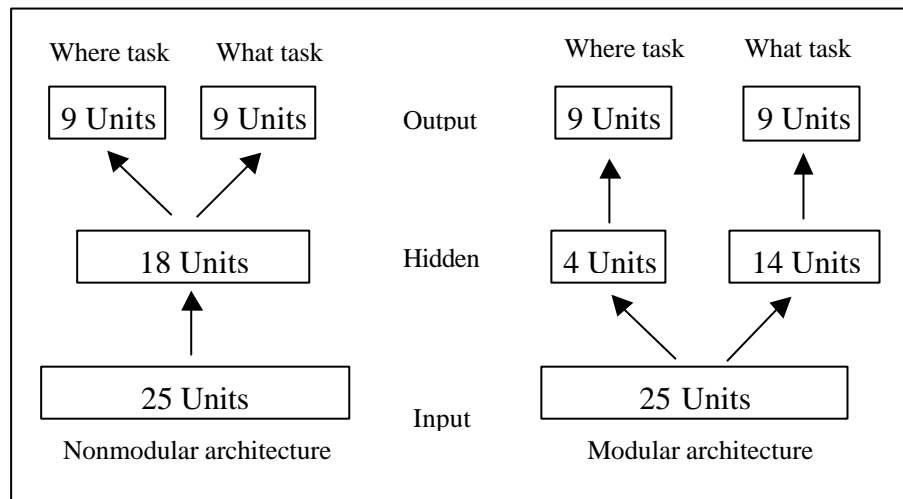 Where task What task Where task What task
9 Units 9 Units Output 9 Units 9 Units
18 Units Hidden 4 Units 14 Units
25 Units Input 25 Units
Nonmodular architecture Modular architecture